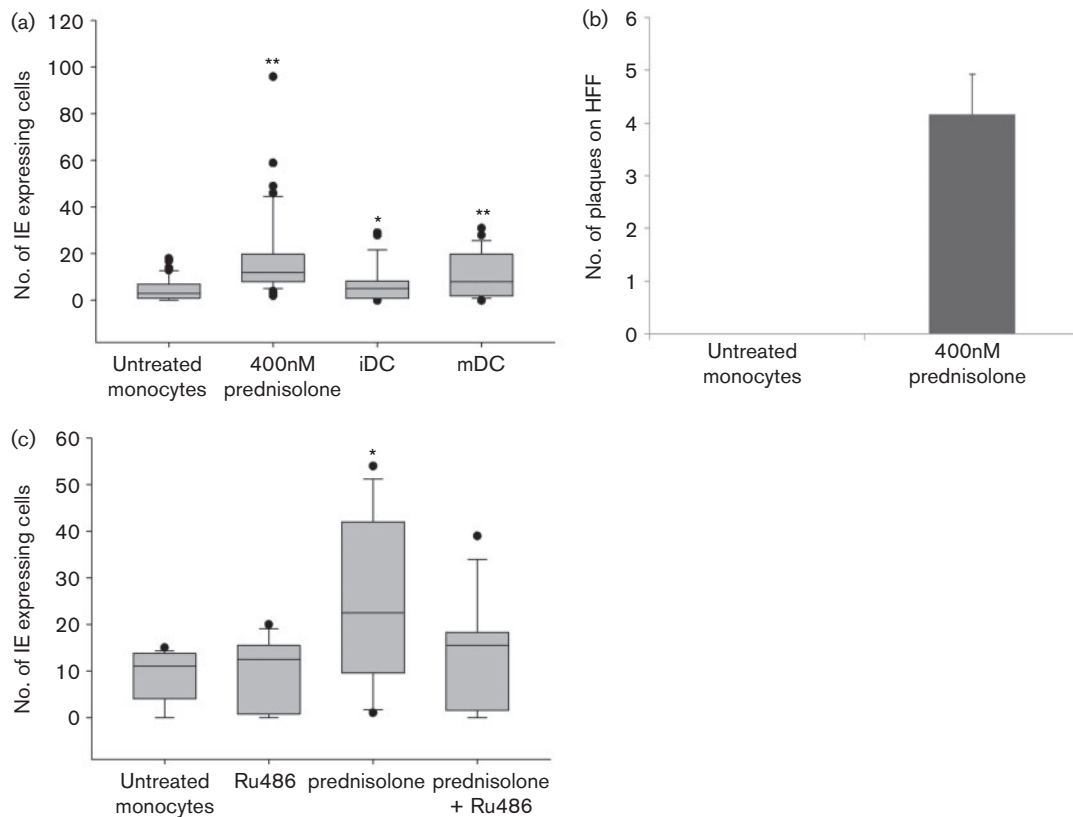 (a)
120
100
80
60
40
20
0
No. of IE expressing cells
**
*
**
Untreated
monocytes
400nM
prednisolone
iDC
mDC
(b)
6
5
4
3
2
1
0
No. of plaques on HFF
Untreated
monocytes
400nM
prednisolone
(c)
60
50
40
30
20
10
0
No. of IE expressing cells
*
Untreated
monocytes
Ru486
prednisolone
prednisolone
+ Ru486